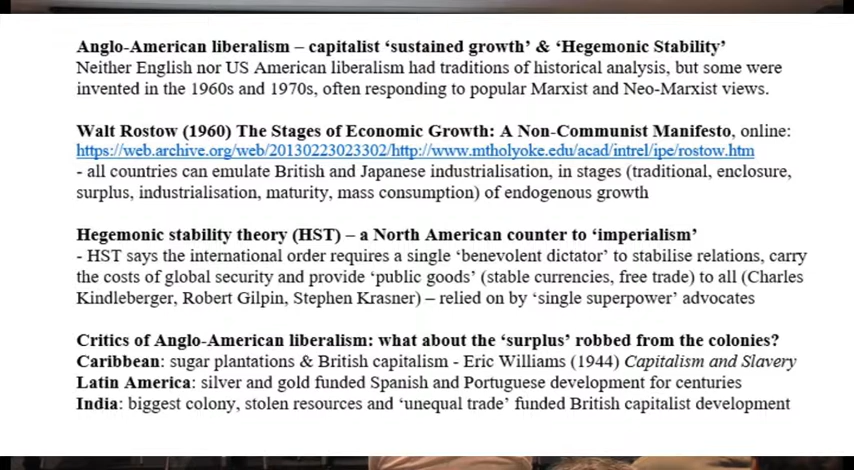 Anglo-American liberalism – capitalist ‘sustained growth’ & ‘Hegemonic Stability’
Neither English nor US American liberalism had traditions of historical analysis, but some were
invented in the 1960s and 1970s, often responding to popular Marxist and Neo-Marxist views.
Walt Rostow (1960) The Stages of Economic Growth: A Non-Communist Manifesto, online:
https://web.archive.org/web/20130223023302/http://www.mtholyoke.edu/acad/intrel/ipe/rostow.htm
- all countries can emulate British and Japanese industrialisation, in stages (traditional, enclosure,
surplus, industrialisation, maturity, mass consumption) of endogenous growth
Hegemonic stability theory (HST) – a North American counter to ‘imperialism’
- HST says the international order requires a single ‘benevolent dictator’ to stabilise relations, carry
the costs of global security and provide ‘public goods’ (stable currencies, free trade) to all (Charles
Kindleberger, Robert Gilpin, Stephen Krasner) – relied on by ‘single superpower’ advocates
Critics of Anglo-American liberalism: what about the ‘surplus’ robbed from the colonies?
Caribbean: sugar plantations & British capitalism - Eric Williams (1944) Capitalism and Slavery
Latin America: silver and gold funded Spanish and Portuguese development for centuries
India: biggest colony, stolen resources and ‘unequal trade’ funded British capitalist development